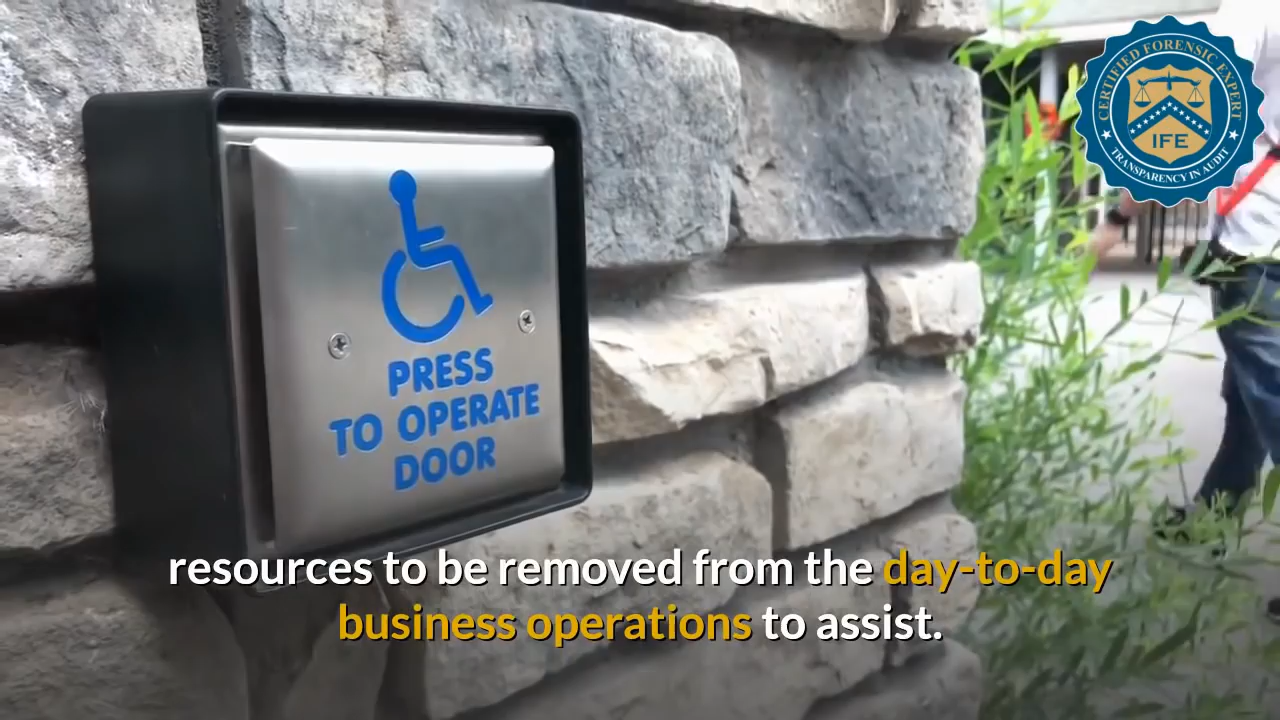 CERTIFIED FORENSIC EXPERT
IFE
TRANSPARENCY IN AUDIT
PRESS
TO OPERATE
DOOR
resources to be removed from the day-to-day
business operations to assist.